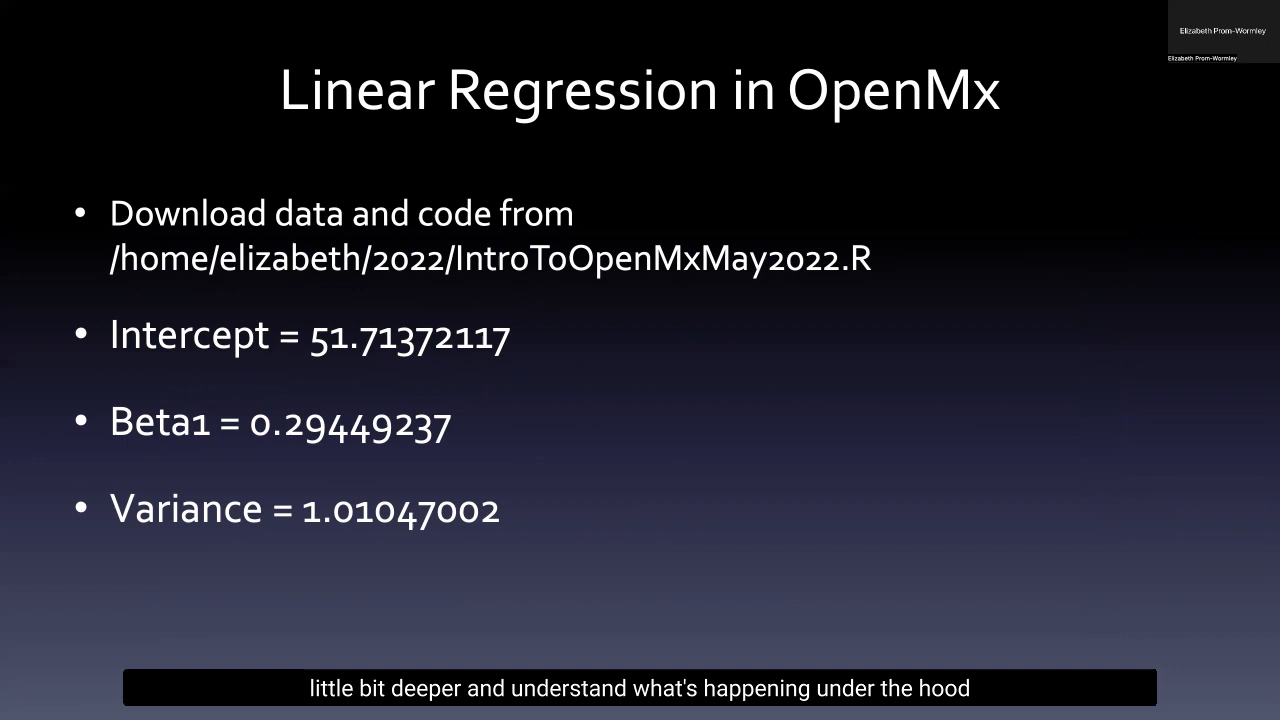 Elizabeth Prom-Wormley
Elizabeth Prom-Wormley
Linear Regression in OpenMx
• Download data and code from
/home/elizabeth/2022/IntroToOpenMxMay2022.R
• Intercept = 51.71372117
• Beta1 = 0.29449237
• Variance = 1.01047002
little bit deeper and understand what's happening under the hood